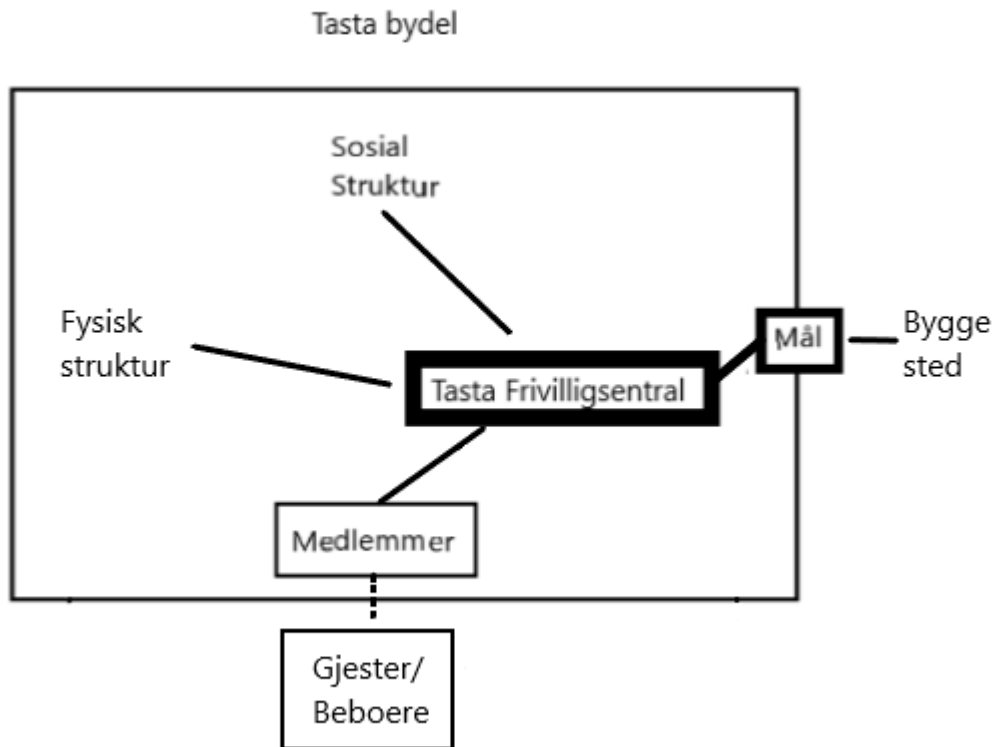 Tasta bydel
Sosial
Struktur
Fysisk
struktur
Mål
Bygge
sted
Tasta Frivilligsentral
Medlemmer
Gjester/
Beboere